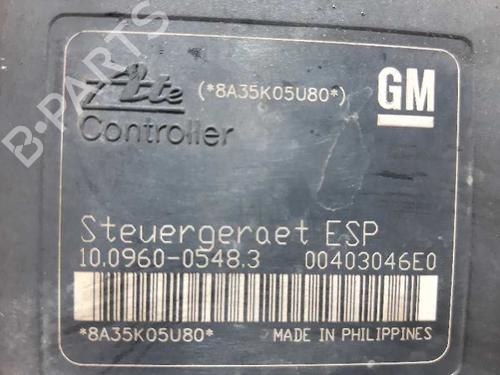 B-PARTS
Ate
(*8A35K05U80*)
GM
Controller
Steuergeraet ESP
10.0960-0548.3 00403046E0
*8A35K05U80* MADE IN PHILIPPINES